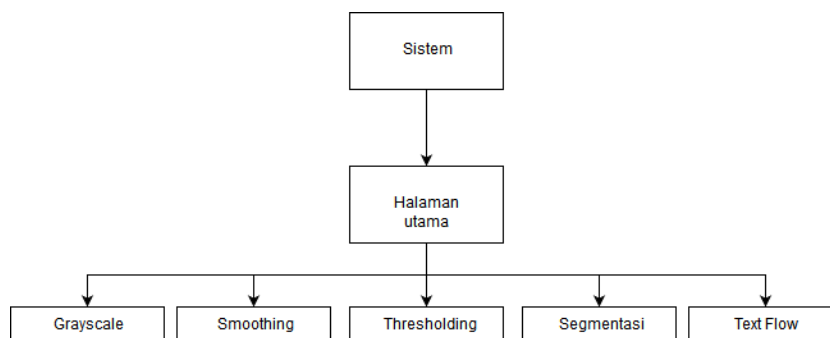 Sistem
Halaman
utama
Grayscale
Smoothing
Thresholding
Segmentasi
Text Flow